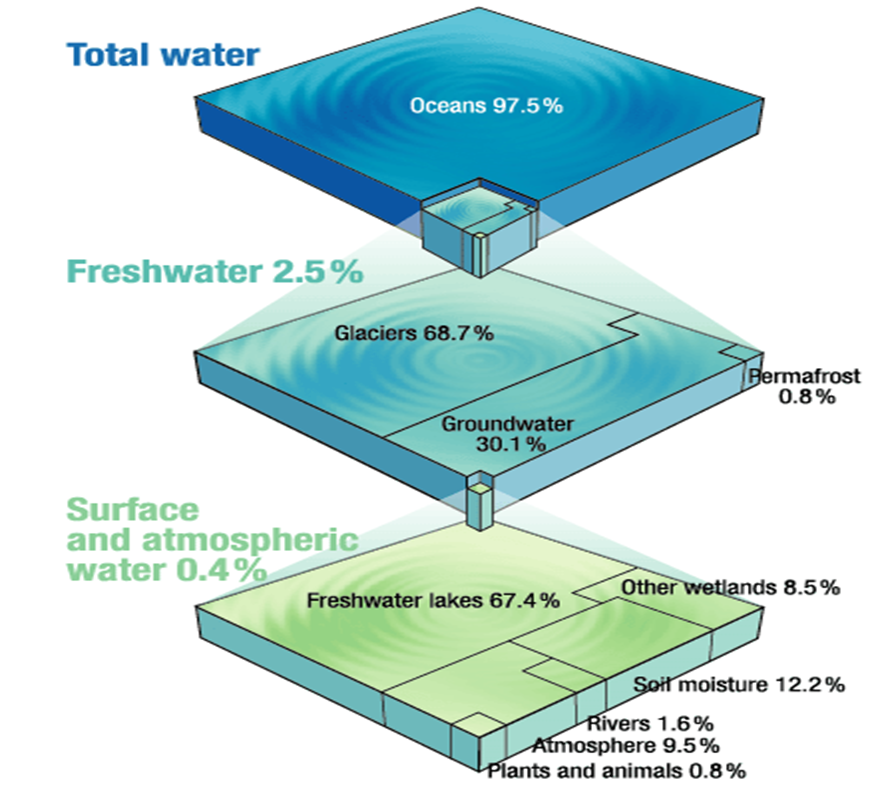 Total water
Oceans 97.5%
Freshwater 2.5%
Glaciers 68.7%
Permafrost
0.8%
Groundwater
30.1%
Surface
and atmospheric
water 0.4%
Freshwater lakes 67.4%
Other wetlands 8.5%
Soil moisture 12.2%
Rivers 1.6%
Atmosphere 9.5%
Plants and animals 0.8%